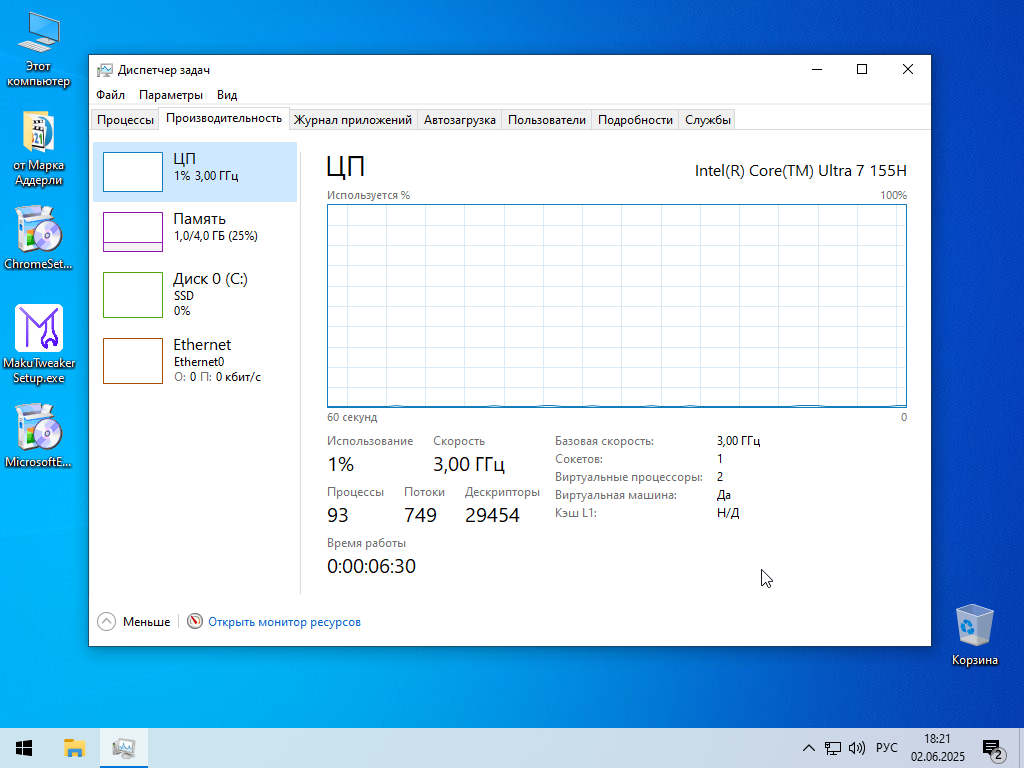 Этот
компьютер
от Марка
Аддерли
ChromeSet...
MakuTweaker
Setup.exe
MicrosoftE...
Диспетчер задач
Файл Параметры Вид
Процессы Производительность Журнал приложений Автозагрузка Пользователи Подробности Службы
ЦП
1% 3,00 ГГц
Память
1,0/4,0 ГБ (25%)
Диск 0 (C:)
SSD
0%
Ethernet
Ethernet0
О: 0 П: 0 кбит/с
ЦП Intel(R) Core(TM) Ultra 7 155H
Используется % 100%
60 секунд 0
Использование Скорость
1% 3,00 ГГц
Процессы Потоки Дескрипторы
93 749 29454
Время работы
0:00:06:30
Базовая скорость: 3,00 ГГц
Сокетов: 1
Виртуальные процессоры: 2
Виртуальная машина: Да
Кэш L1: Н/Д
Меньше Открыть монитор ресурсов
Корзина
РУС
18:21
02.06.2025
2